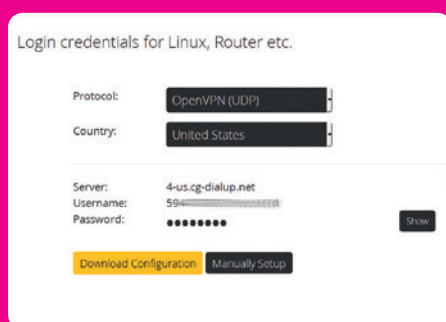 Login credentials for Linux, Router etc.
Protocol: OpenVPN (UDP)
Country: United States
Server: 4-us.cg-dialup.net
Username:
Password: ●●●●●●●● Show
Download Configuration Manually Setup